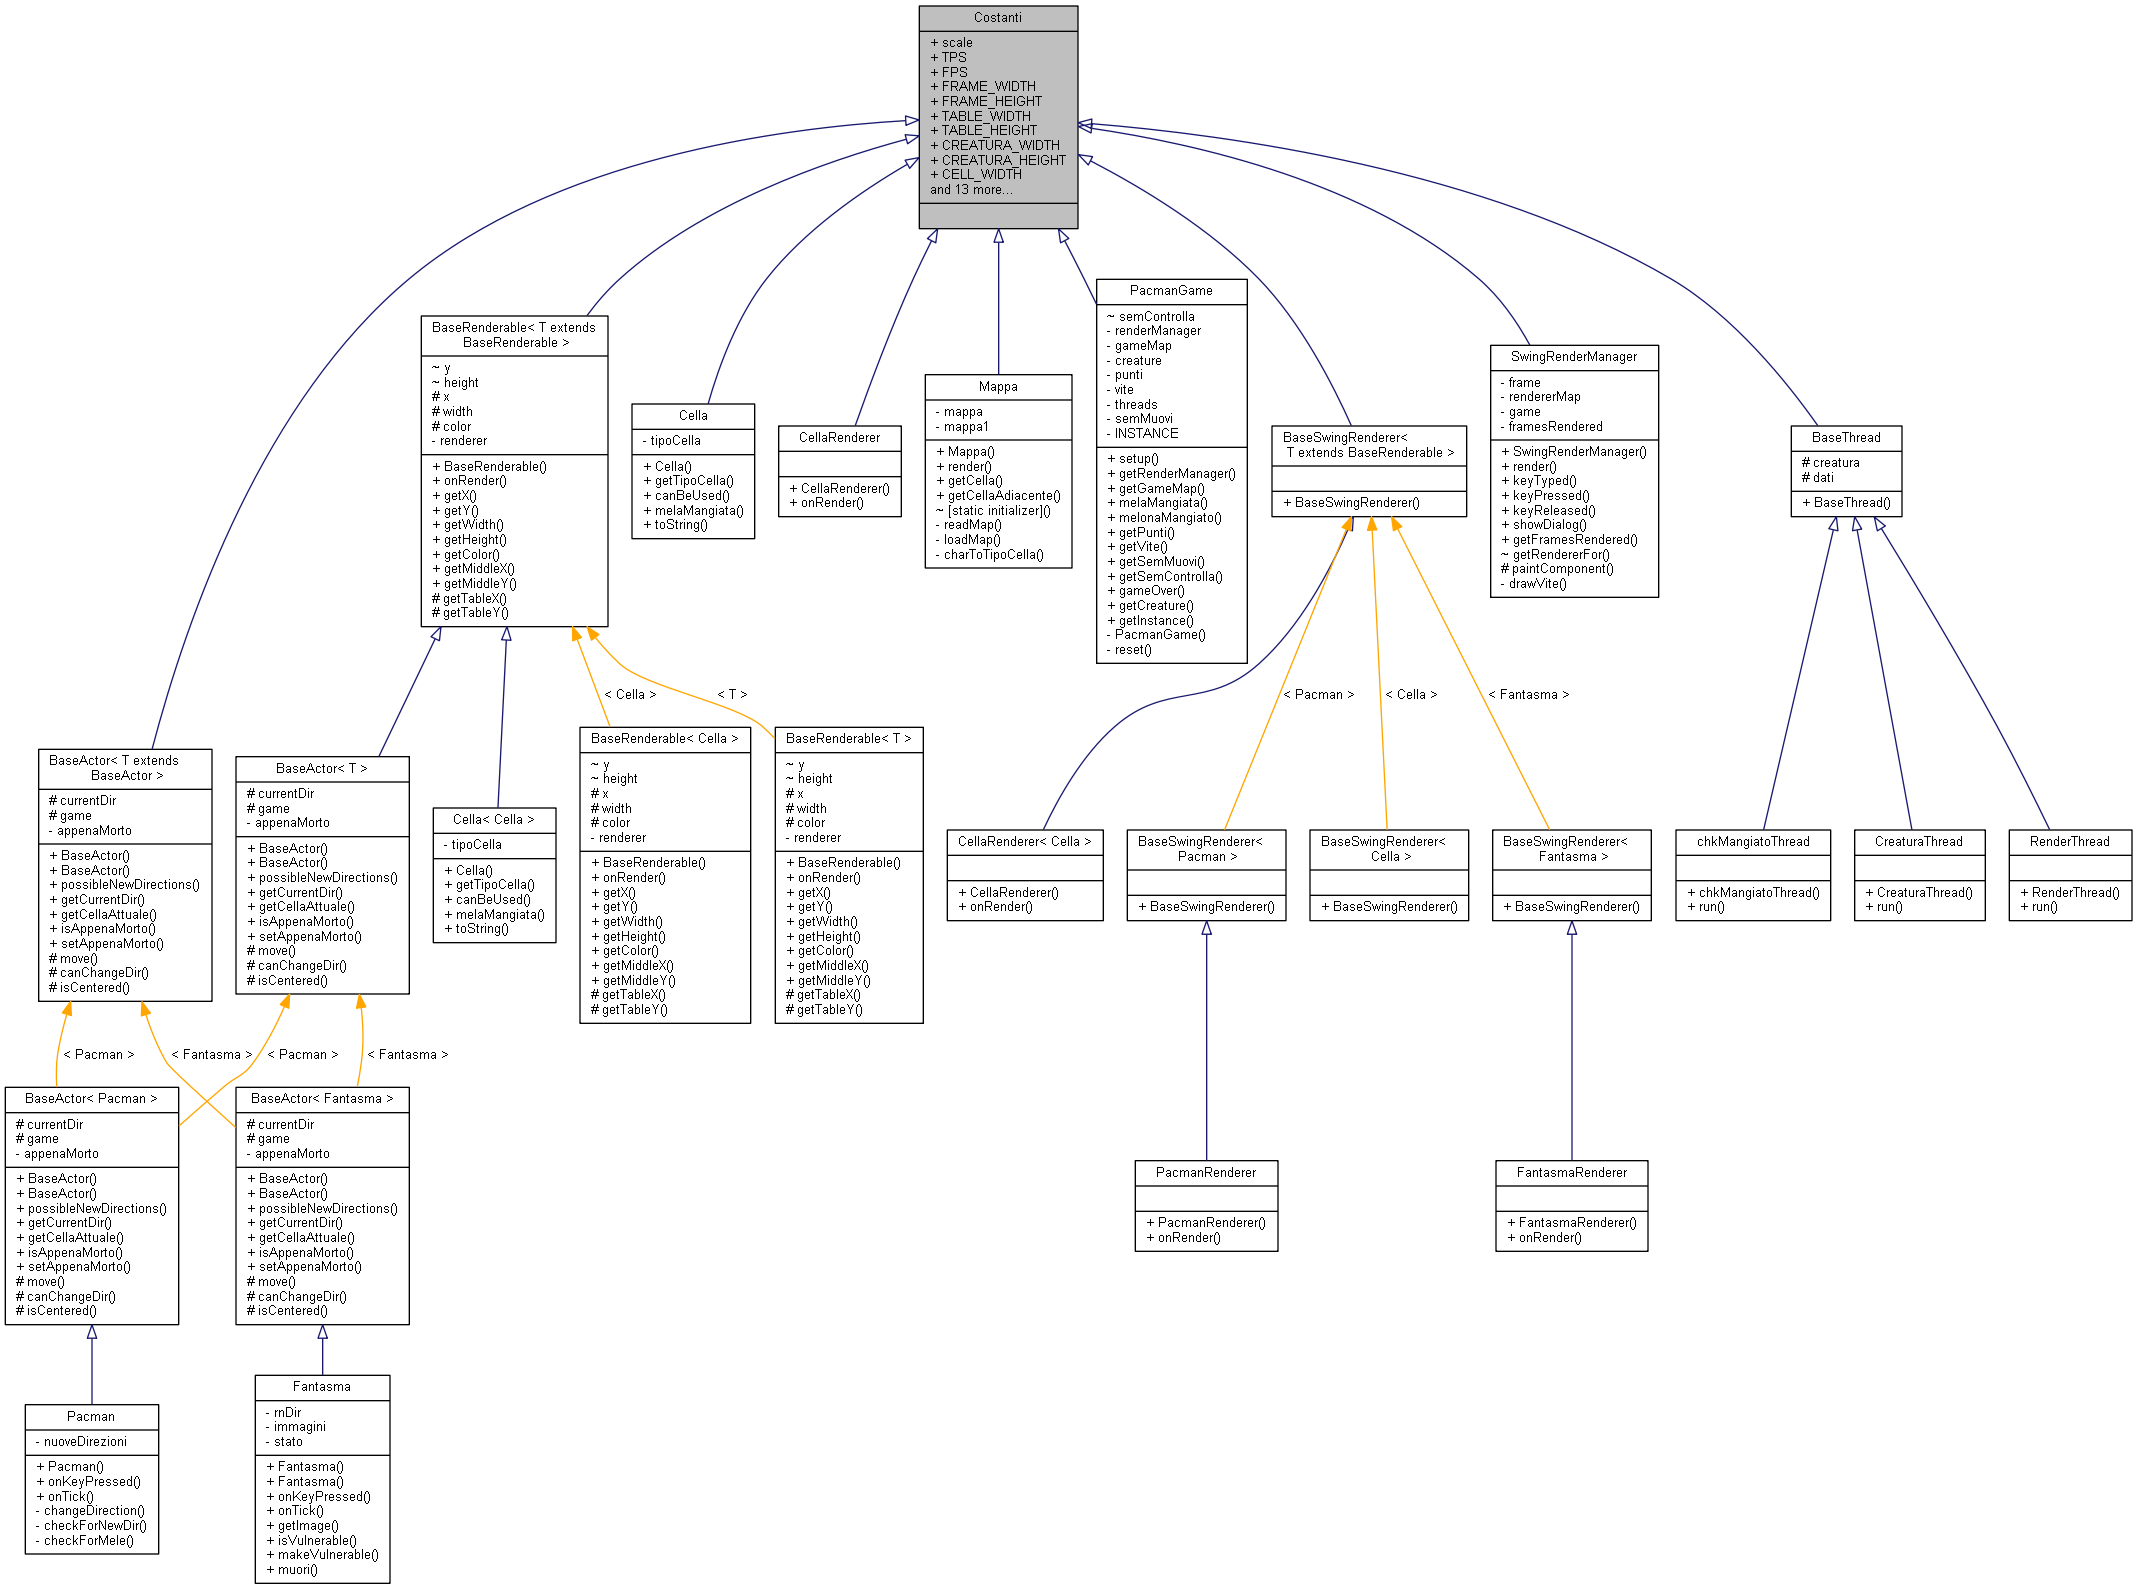 Costanti
+ scale
+ TPS
+ FPS
+ FRAME_WIDTH
+ FRAME_HEIGHT
+ TABLE_WIDTH
+ TABLE_HEIGHT
+ CREATURA_WIDTH
+ CREATURA_HEIGHT
+ CELL_WIDTH
and 13 more...
BaseRenderable< T extends
BaseRenderable >
~ y
~ height
# x
# width
# color
- renderer
+ BaseRenderable()
+ onRender()
+ getX()
+ getY()
+ getWidth()
+ getHeight()
+ getColor()
+ getMiddleX()
+ getMiddleY()
# getTableX()
# getTableY()
Cella
- tipoCella
+ Cella()
+ getTipoCella()
+ canBeUsed()
+ melaMangiata()
+ toString()
CellaRenderer
+ CellaRenderer()
+ onRender()
Mappa
- mappa
- mappa1
+ Mappa()
+ render()
+ getCella()
+ getCellaAdiacente()
~ [static initializer]()
- readMap()
- loadMap()
- charToTipoCella()
PacmanGame
~ semControlla
- renderManager
- gameMap
- creature
- punti
- vite
- threads
- semMuovi
- INSTANCE
+ setup()
+ getRenderManager()
+ getGameMap()
+ melaMangiata()
+ melonaMangiato()
+ getPunti()
+ getVite()
+ getSemMuovi()
+ getSemControlla()
+ gameOver()
+ getCreature()
+ getInstance()
- PacmanGame()
- reset()
BaseSwingRenderer<
T extends BaseRenderable >
+ BaseSwingRenderer()
SwingRenderManager
- frame
- rendererMap
- game
- framesRendered
+ SwingRenderManager()
+ render()
+ keyTyped()
+ keyPressed()
+ keyReleased()
+ showDialog()
+ getFramesRendered()
~ getRendererFor()
# paintComponent()
- drawVite()
BaseThread
# creatura
# dati
+ BaseThread()
< Cella >
< T >
< Pacman >
< Cella >
< Fantasma >
BaseActor< T extends
BaseActor >
# currentDir
# game
- appenaMorto
+ BaseActor()
+ BaseActor()
+ possibleNewDirections()
+ getCurrentDir()
+ getCellaAttuale()
+ isAppenaMorto()
+ setAppenaMorto()
# move()
# canChangeDir()
# isCentered()
BaseActor< T >
# currentDir
# game
- appenaMorto
+ BaseActor()
+ BaseActor()
+ possibleNewDirections()
+ getCurrentDir()
+ getCellaAttuale()
+ isAppenaMorto()
+ setAppenaMorto()
# move()
# canChangeDir()
# isCentered()
Cella< Cella >
- tipoCella
+ Cella()
+ getTipoCella()
+ canBeUsed()
+ melaMangiata()
+ toString()
BaseRenderable< Cella >
~ y
~ height
# x
# width
# color
- renderer
+ BaseRenderable()
+ onRender()
+ getX()
+ getY()
+ getWidth()
+ getHeight()
+ getColor()
+ getMiddleX()
+ getMiddleY()
# getTableX()
# getTableY()
BaseRenderable< T >
~ y
~ height
# x
# width
# color
- renderer
+ BaseRenderable()
+ onRender()
+ getX()
+ getY()
+ getWidth()
+ getHeight()
+ getColor()
+ getMiddleX()
+ getMiddleY()
# getTableX()
# getTableY()
CellaRenderer< Cella >
+ CellaRenderer()
+ onRender()
BaseSwingRenderer<
Pacman >
+ BaseSwingRenderer()
BaseSwingRenderer<
Cella >
+ BaseSwingRenderer()
BaseSwingRenderer<
Fantasma >
+ BaseSwingRenderer()
chkMangiatoThread
+ chkMangiatoThread()
+ run()
CreaturaThread
+ CreaturaThread()
+ run()
RenderThread
+ RenderThread()
+ run()
< Pacman >
< Fantasma >
< Pacman >
< Fantasma >
BaseActor< Pacman >
# currentDir
# game
- appenaMorto
+ BaseActor()
+ BaseActor()
+ possibleNewDirections()
+ getCurrentDir()
+ getCellaAttuale()
+ isAppenaMorto()
+ setAppenaMorto()
# move()
# canChangeDir()
# isCentered()
BaseActor< Fantasma >
# currentDir
# game
- appenaMorto
+ BaseActor()
+ BaseActor()
+ possibleNewDirections()
+ getCurrentDir()
+ getCellaAttuale()
+ isAppenaMorto()
+ setAppenaMorto()
# move()
# canChangeDir()
# isCentered()
PacmanRenderer
+ PacmanRenderer()
+ onRender()
FantasmaRenderer
+ FantasmaRenderer()
+ onRender()
Pacman
- nuoveDirezioni
+ Pacman()
+ onKeyPressed()
+ onTick()
- changeDirection()
- checkForNewDir()
- checkForMele()
Fantasma
- rnDir
- immagini
- stato
+ Fantasma()
+ Fantasma()
+ onKeyPressed()
+ onTick()
+ getImage()
+ isVulnerable()
+ makeVulnerable()
+ muori()